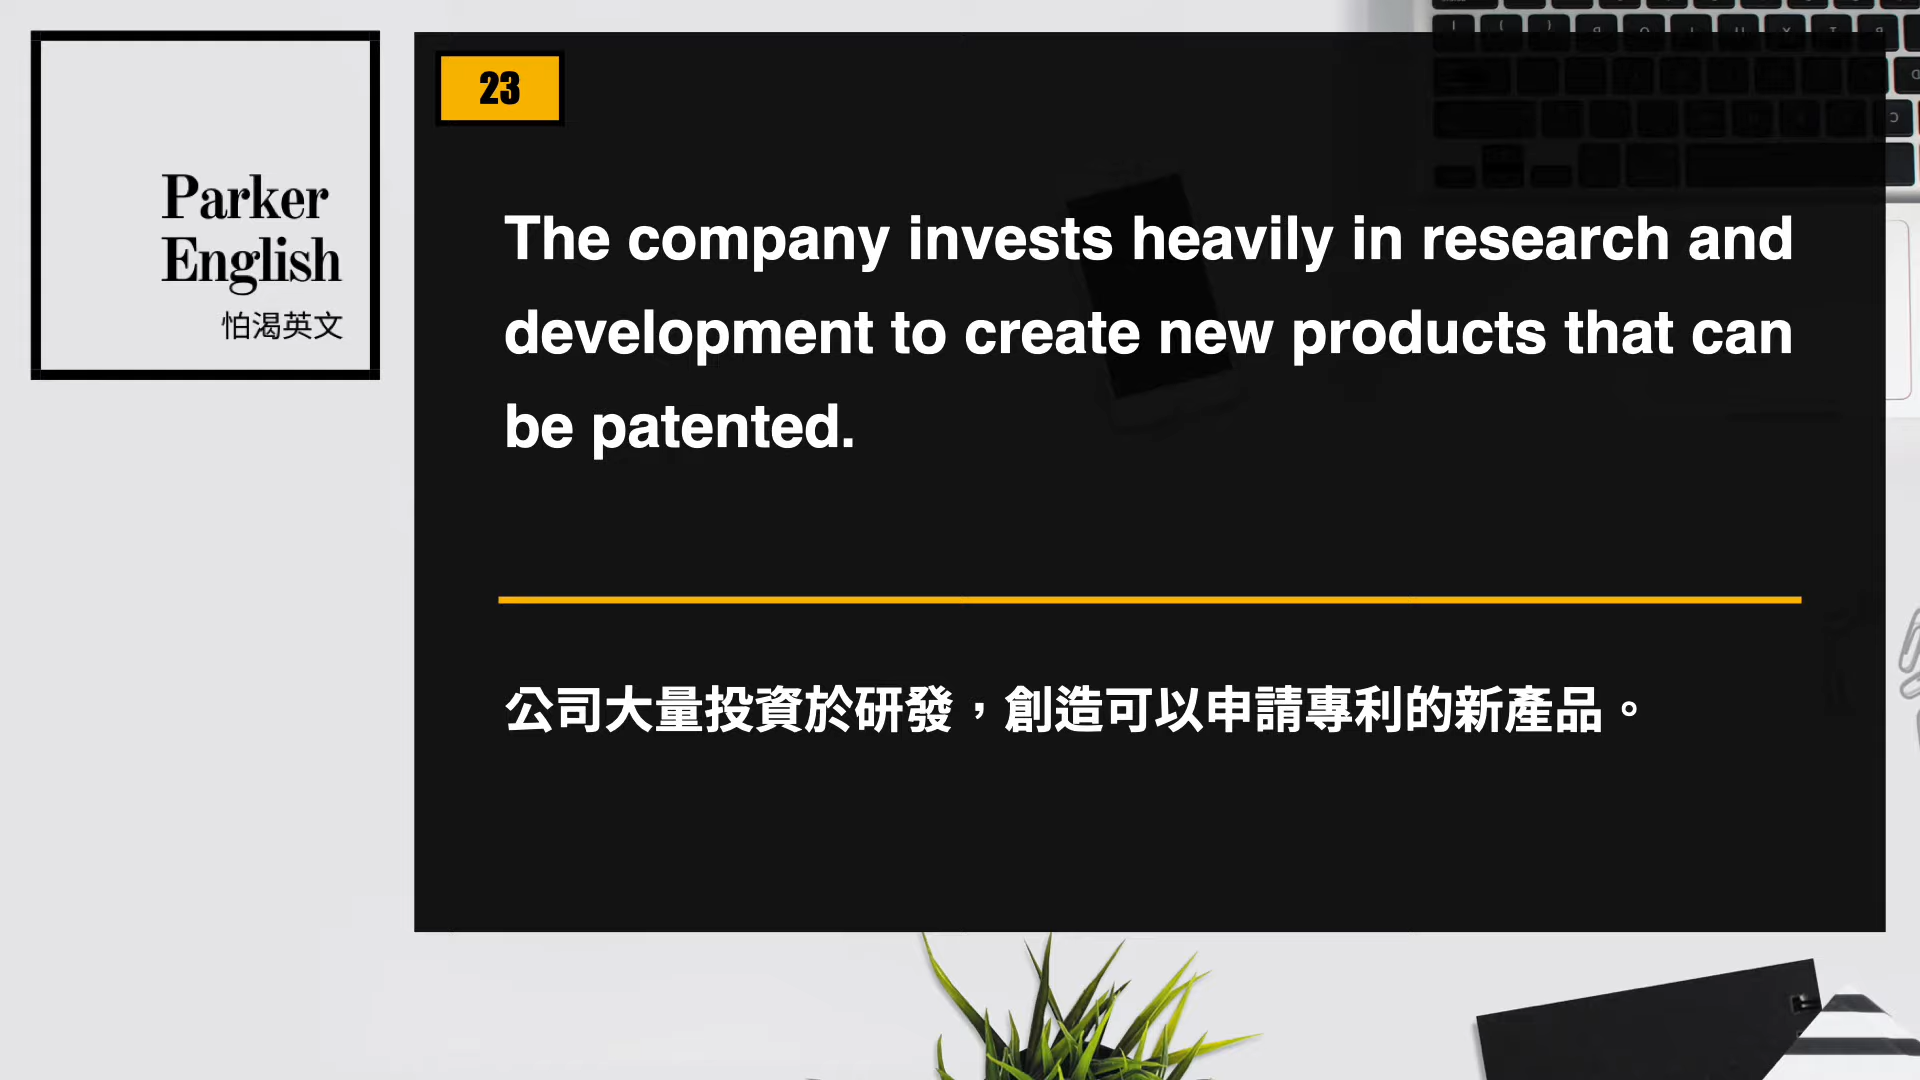 Parker
English
怕渴英文
23
The company invests heavily in research and
development to create new products that can
be patented.
公司大量投資於研發，創造可以申請專利的新產品。